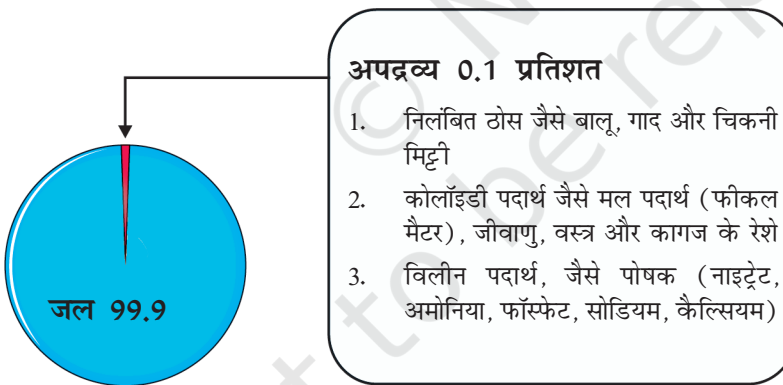 अपद्रव्य 0.1 प्रतिशत
1. निलंबित ठोस जैसे बालू, गाद और चिकनी
मिट्टी
2. कोलॉइडी पदार्थ जैसे मल पदार्थ (फीकल
मैटर), जीवाणु, वस्त्र और कागज के रेशे
3. विलीन पदार्थ, जैसे पोषक (नाइट्रेट,
अमोनिया, फॉस्फेट, सोडियम, कैल्सियम)
जल 99.9